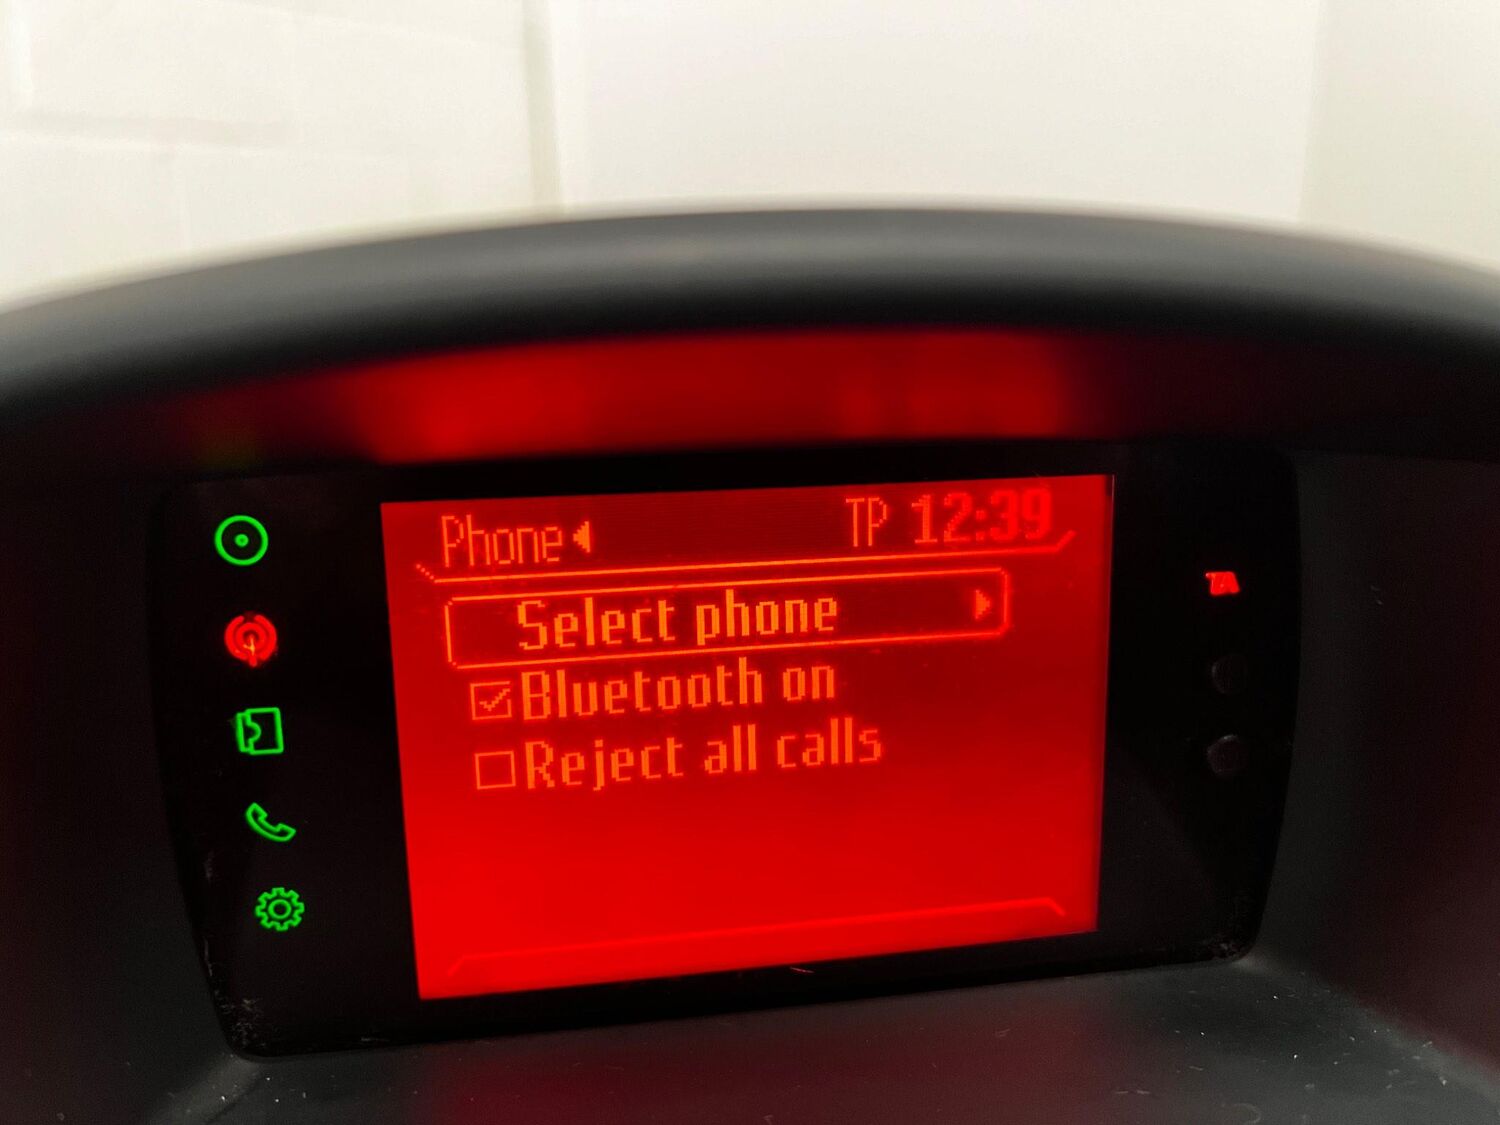 Phone
TP 12:39
TA
Select phone
Bluetooth on
Reject all calls